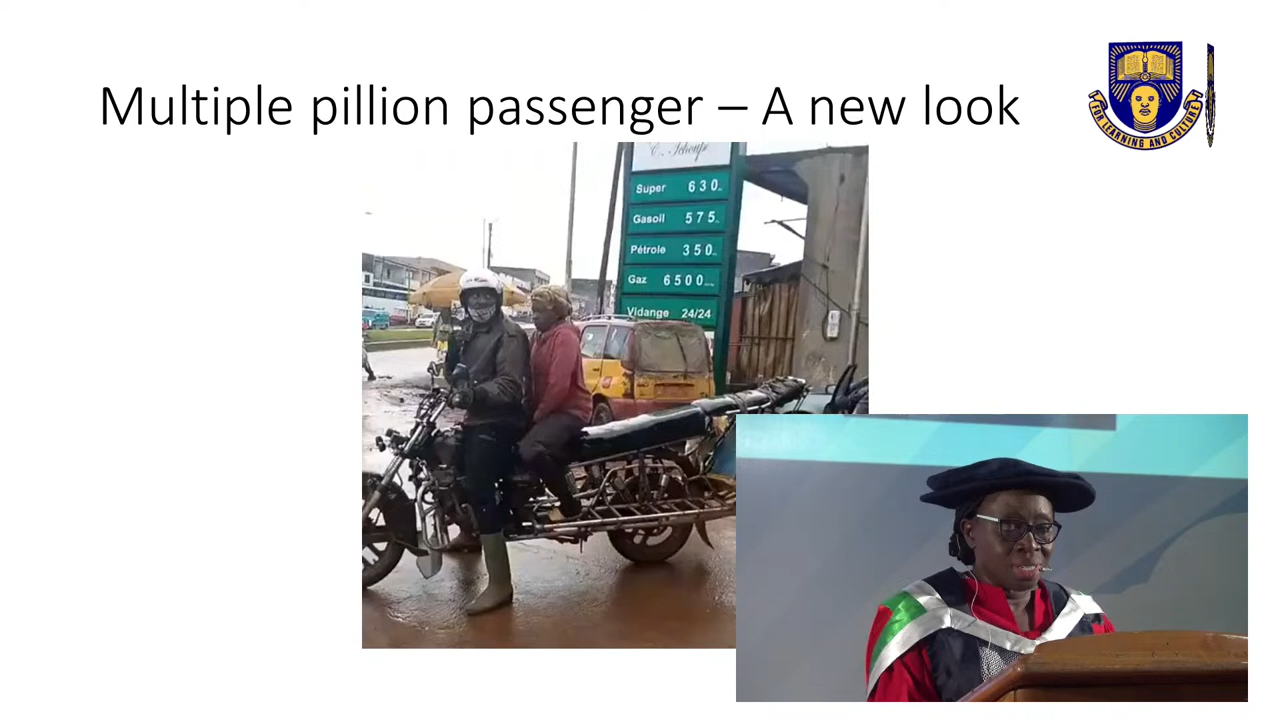 Multiple pillion passenger – A new look
FOR LEARNING AND CULTURE
Super 630
Gasoil 575
Pétrole 350
Gaz 6500
Vidange 24/24